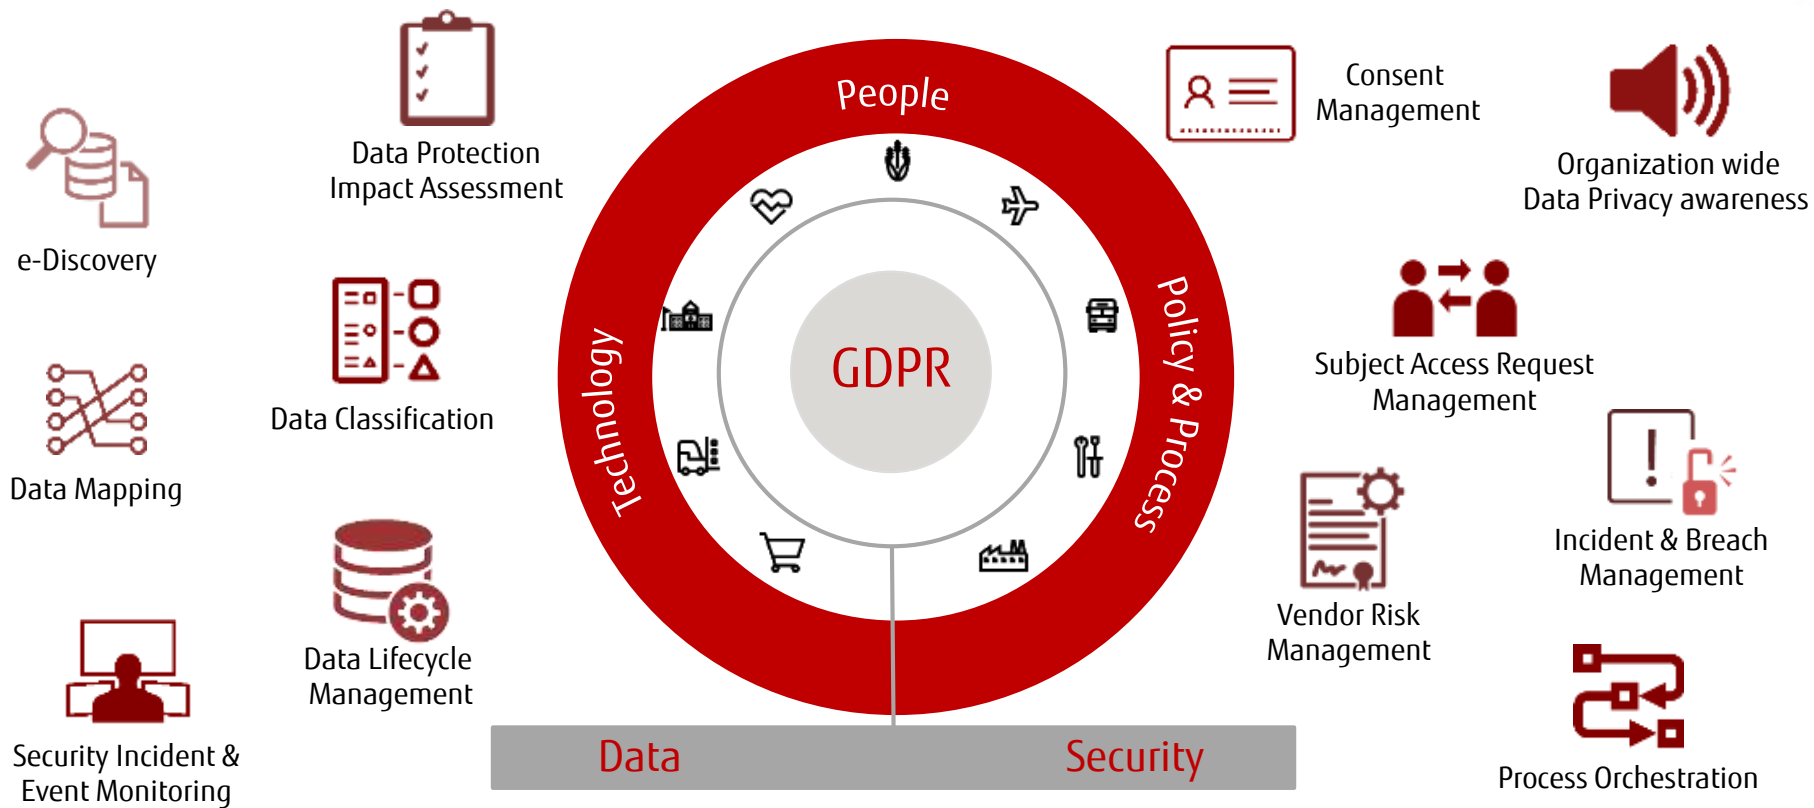 People
Technology
Policy & Process
GDPR
Data
Security
Data Protection
Impact Assessment
e-Discovery
Data Classification
Data Mapping
Data Lifecycle
Management
Security Incident &
Event Monitoring
Consent
Management
Organization wide
Data Privacy awareness
Subject Access Request
Management
Incident & Breach
Management
Vendor Risk
Management
Process Orchestration